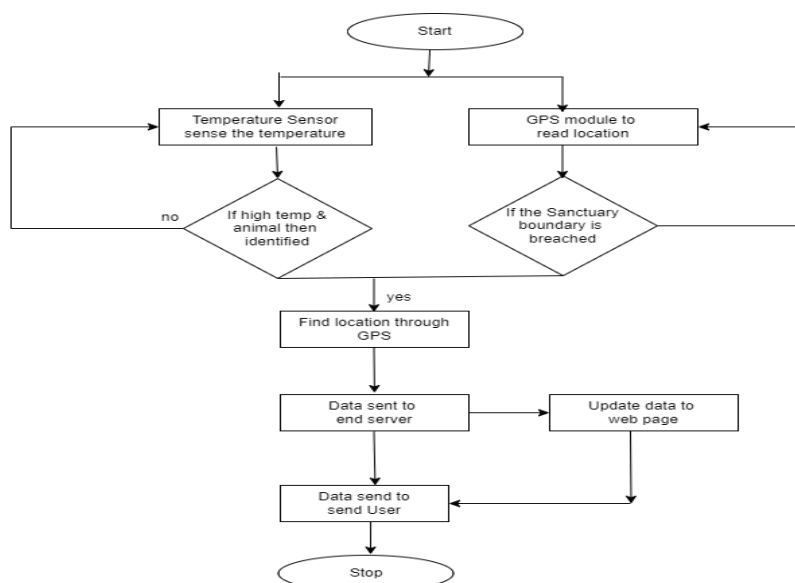 Start
Temperature Sensor
sense the temperature
GPS module to
read location
no
If high temp &
animal then
identified
If the Sanctuary
boundary is
breached
yes
Find location through
GPS
Data sent to
end server
Update data to
web page
Data send to
send User
Stop